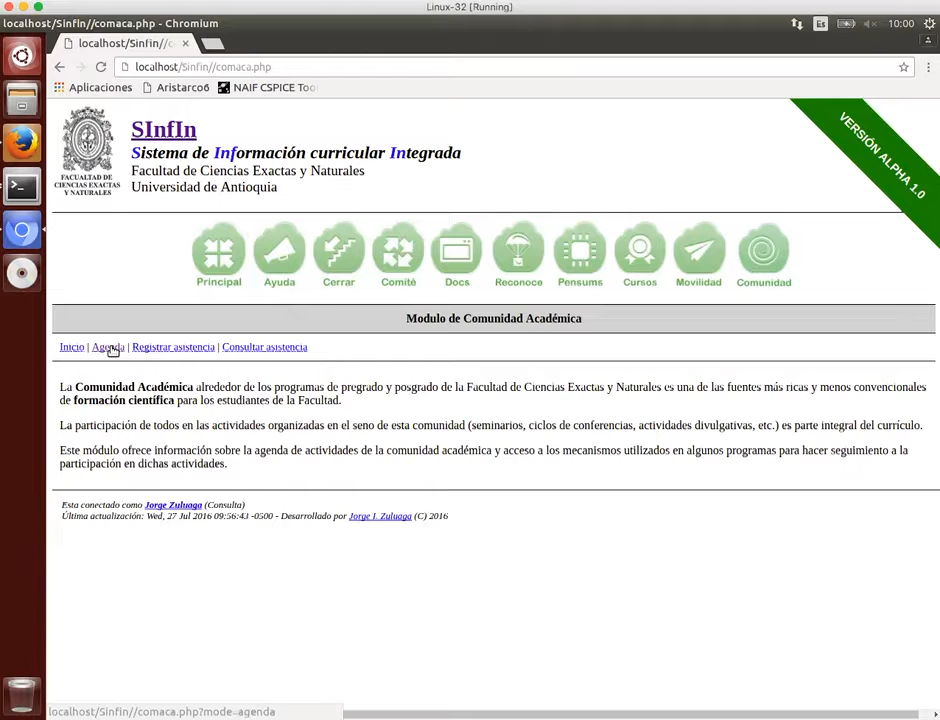 Linux-32 [Running]
localhost/Sinfin//comaca.php - Chromium
Es
10:00
localhost/Sinfin//c
localhost/Sinfin//comaca.php
Aplicaciones
Aristarco6
NAIF CSPICE Too
FACUALTAD DE
CIENCIAS EXACTAS
Y NATURALES
SInfIn
Sistema de Información curricular Integrada
Facultad de Ciencias Exactas y Naturales
Universidad de Antioquia
VERSIÓN ALPHA 1.0
Principal Ayuda Cerrar Comité Docs Reconoce Pensums Cursos Movilidad Comunidad
Modulo de Comunidad Académica
Inicio | Agenda | Registrar asistencia | Consultar asistencia
La Comunidad Académica alrededor de los programas de pregrado y posgrado de la Facultad de Ciencias Exactas y Naturales es una de las fuentes más ricas y menos convencionales
de formación científica para los estudiantes de la Facultad.
La participación de todos en las actividades organizadas en el seno de esta comunidad (seminarios, ciclos de conferencias, actividades divulgativas, etc.) es parte integral del currículo.
Este módulo ofrece información sobre la agenda de actividades de la comunidad académica y acceso a los mecanismos utilizados en algunos programas para hacer seguimiento a la
participación en dichas actividades.
Esta conectado como Jorge Zuluaga (Consulta)
Última actualización: Wed, 27 Jul 2016 09:56:43 -0500 - Desarrollado por Jorge I. Zuluaga (C) 2016
localhost/Sinfin//comaca.php?mode=agenda